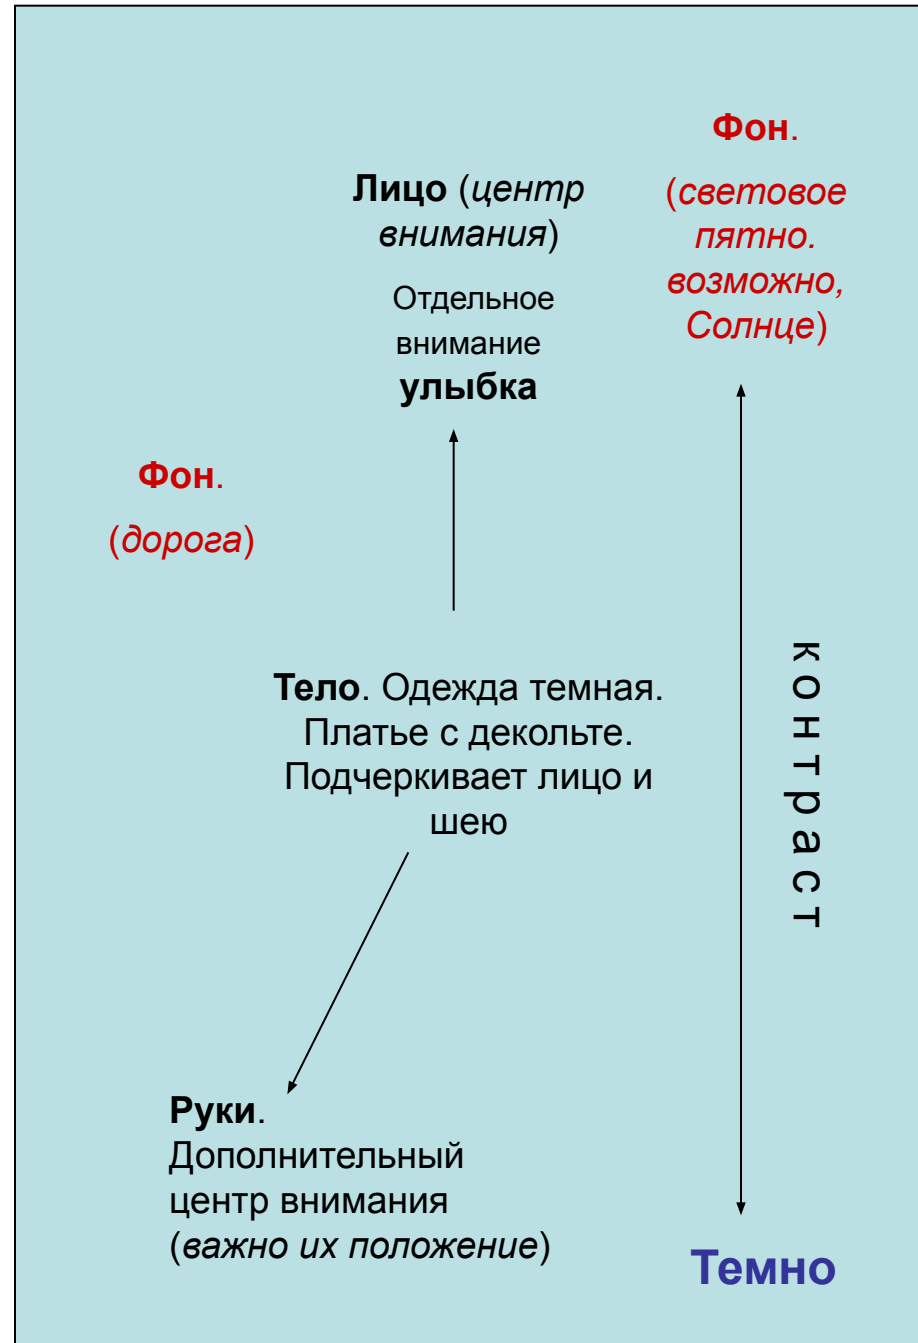 Фон.
(световое
пятно.
возможно,
Солнце)
Лицо (центр
внимания)
Отдельное
внимание
улыбка
Фон.
(дорога)
Тело. Одежда темная.
Платье с декольте.
Подчеркивает лицо и
шею
контраст
Руки.
Дополнительный
центр внимания
(важно их положение)
Темно